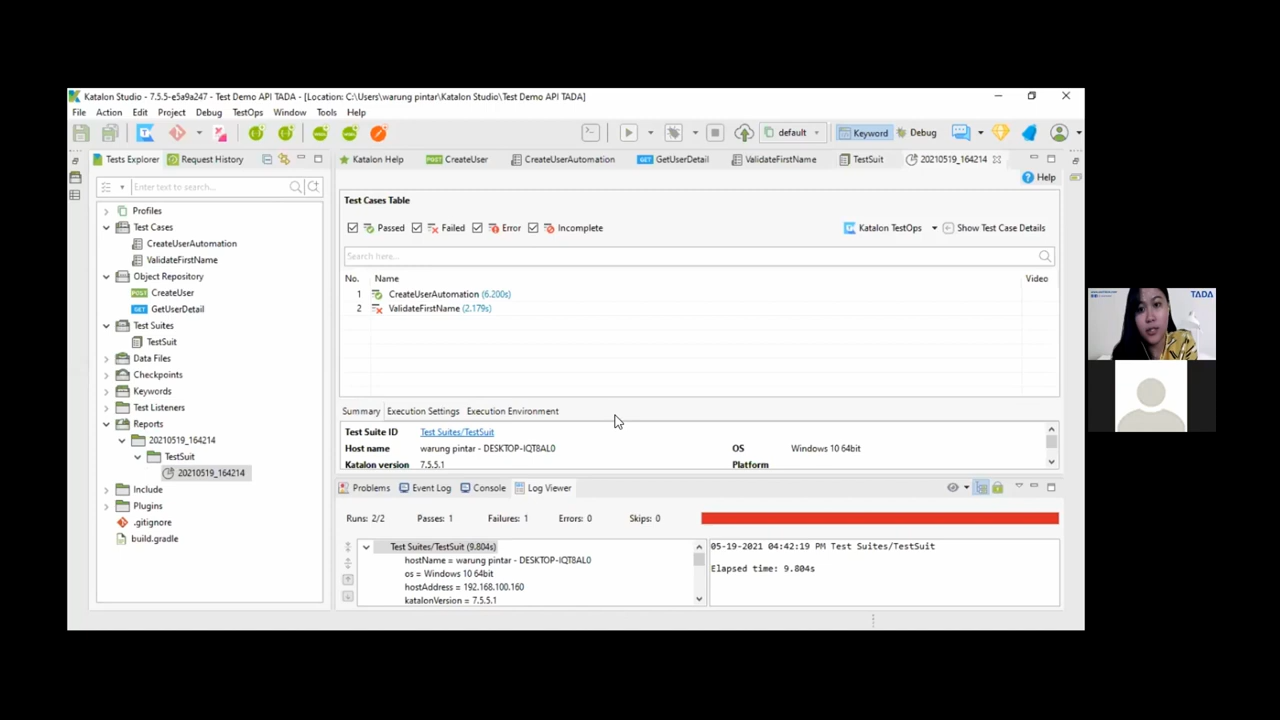 Katalon Studio - 7.5.5-e5a9a247 - Test Demo API TADA - [Location: C:\Users\warung pintar\Katalon Studio\Test Demo API TADA]
File Action Edit Project Debug TestOps Window Tools Help
default Keyword Debug
Tests Explorer Request History
Enter text to search...
Profiles
Test Cases
CreateUserAutomation
ValidateFirstName
Object Repository
POST CreateUser
GET GetUserDetail
Test Suites
TestSuit
Data Files
Checkpoints
Keywords
Test Listeners
Reports
20210519_164214
TestSuit
20210519_164214
Include
Plugins
.gitignore
build.gradle
Katalon Help POST CreateUser CreateUserAutomation GET GetUserDetail ValidateFirstName TestSuit 20210519_164214
Help
Test Cases Table
Passed Failed Error Incomplete Katalon TestOps Show Test Case Details
Search here...
No. Name Video
1 CreateUserAutomation (6.200s)
2 ValidateFirstName (2.179s)
Summary Execution Settings Execution Environment
Test Suite ID Test Suites/TestSuit
Host name warung pintar - DESKTOP-IQT8AL0 OS Windows 10 64bit
Katalon version 7.5.5.1 Platform
Problems Event Log Console Log Viewer
Runs: 2/2 Passes: 1 Failures: 1 Errors: 0 Skips: 0
Test Suites/TestSuit (9.804s)
hostName = warung pintar - DESKTOP-IQT8AL0
os = Windows 10 64bit
hostAddress = 192.168.100.160
katalonVersion = 7.5.5.1
05-19-2021 04:42:19 PM Test Suites/TestSuit
Elapsed time: 9.804s
TADA